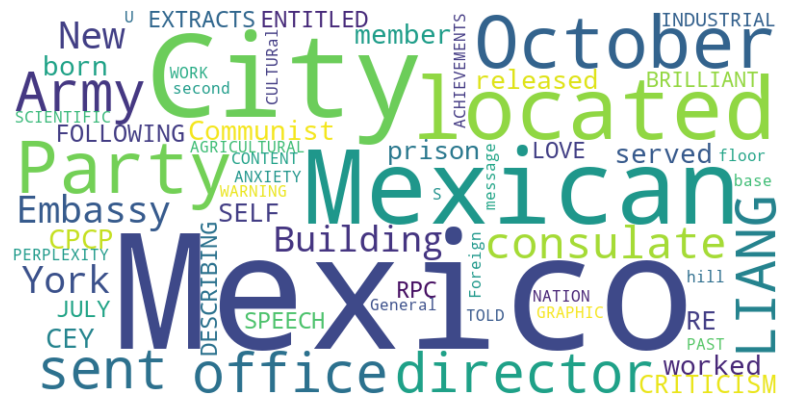 U EXTRACTS ENTITLED INDUSTRIAL
New City CULTURal member October
born WORK second ACHIEVEMENTS released BRILLIANT
Army located
SCIENTIFIC FOLLOWING Communist
AGRICULTURAL
Party CONTENT prison LOVE served floor
ANXIETY Mexican message base
WARNING S
Embassy SELF
CPCP DESCRIBING Building consulate LIANG
PERPLEXITY Mexico Foreign
York RPC NATION hill
JULY General GRAPHIC
SPEECH TOLD RE
CEY PAST
sent office director worked
CRITICISM